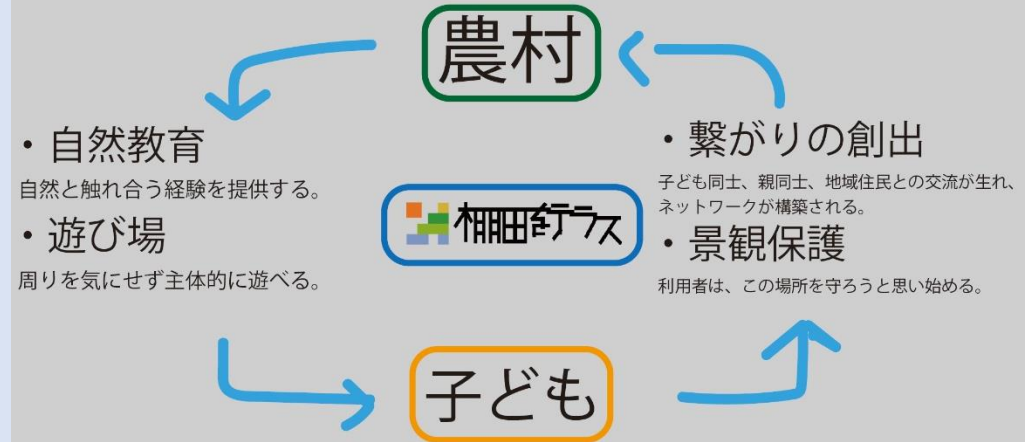 農村
・自然教育
自然と触れ合う経験を提供する。
・遊び場
周りを気にせず主体的に遊べる。
棚田テラス
・繋がりの創出
子ども同士、親同士、地域住民との交流が生れ、
ネットワークが構築される。
・景観保護
利用者は、この場所を守ろうと思い始める。
子ども